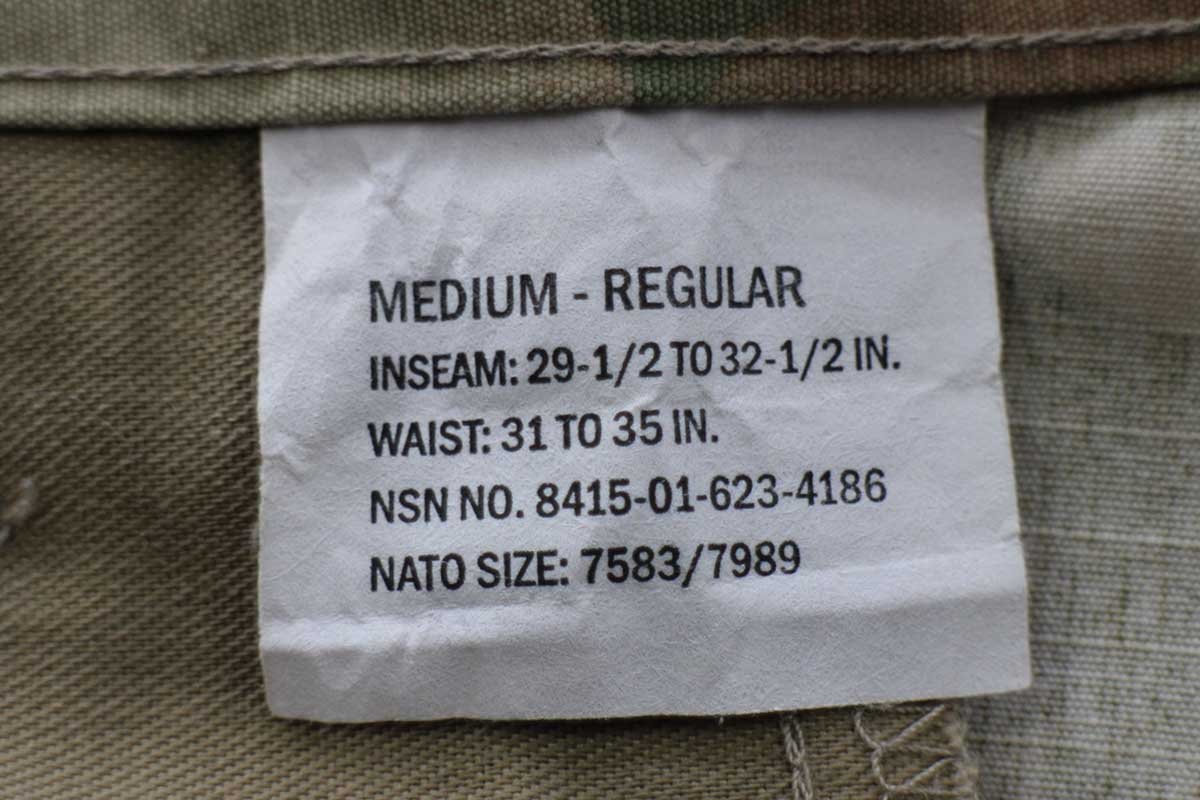 MEDIUM - REGULAR
INSEAM: 29-1/2 TO 32-1/2 IN.
WAIST: 31 TO 35 IN.
NSN NO. 8415-01-623-4186
NATO SIZE: 7583/7989